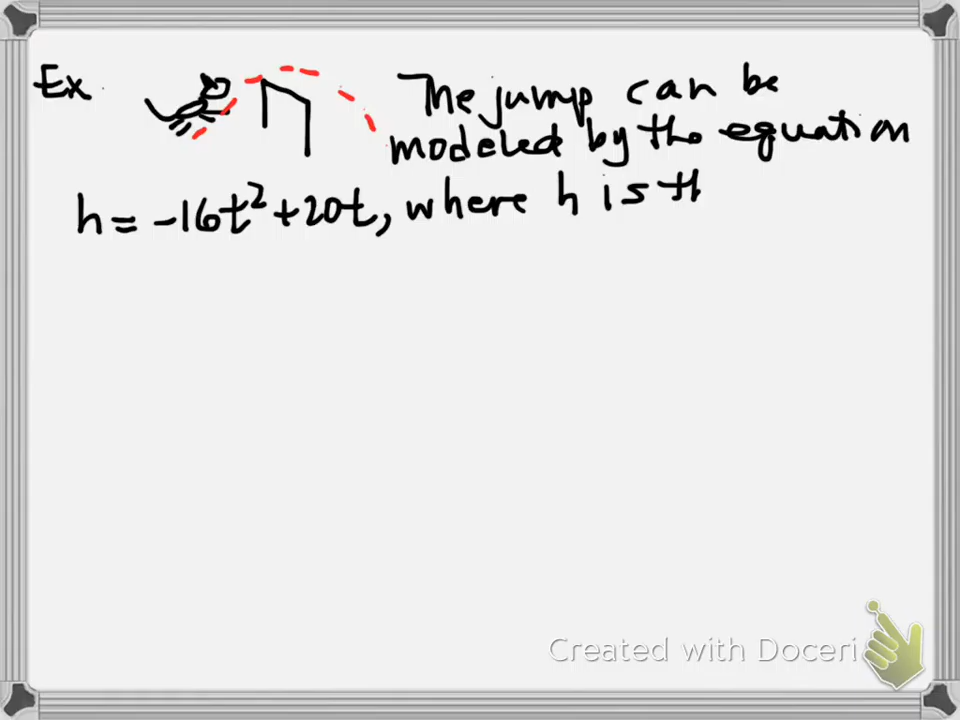 Ex
The jump can be
modeled by the equation
h = -16t² + 20t, where h is th
Created with Doceri